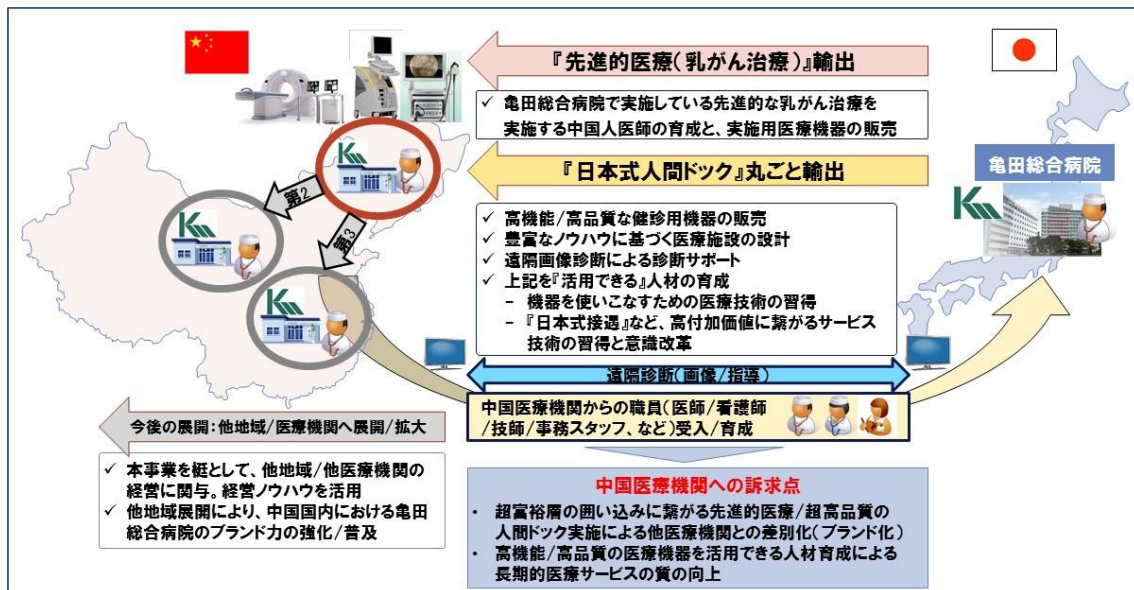 『先進的医療(乳がん治療)』輸出
✓ 亀田総合病院で実施している先進的な乳がん治療を
実施する中国人医師の育成と、実施用医療機器の販売
『日本式人間ドック』丸ごと輸出
✓ 高機能/高品質な健診用機器の販売
✓ 豊富なノウハウに基づく医療施設の設計
✓ 遠隔画像診断による診断サポート
✓ 上記を『活用できる』人材の育成
− 機器を使いこなすための医療技術の習得
− 『日本式接遇』など、高付加価値に繋がるサービス
技術の習得と意識改革
亀田総合病院
第2
第3
遠隔診断(画像/指導)
中国医療機関からの職員(医師/看護師
/技師/事務スタッフ、など)受入/育成
今後の展開:他地域/医療機関へ展開/拡大
✓ 本事業を梃として、他地域/他医療機関の
経営に関与。経営ノウハウを活用
✓ 他地域展開により、中国国内における亀田
総合病院のブランド力の強化/普及
中国医療機関への訴求点
・ 超富裕層の囲い込みに繋がる先進的医療/超高品質の
人間ドック実施による他医療機関との差別化(ブランド化)
・ 高機能/高品質の医療機器を活用できる人材育成による
長期的医療サービスの質の向上